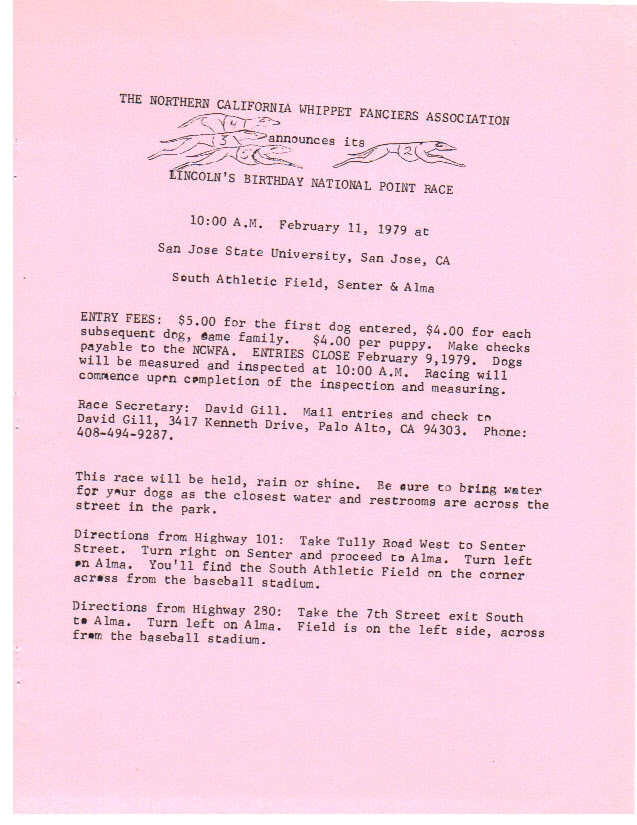 THE NORTHERN CALIFORNIA WHIPPET FANCIERS ASSOCIATION
4
3 announces its 2
5
LINCOLN'S BIRTHDAY NATIONAL POINT RACE
10:00 A.M. February 11, 1979 at
San Jose State University, San Jose, CA
South Athletic Field, Senter & Alma
ENTRY FEES: $5.00 for the first dog entered, $4.00 for each
subsequent dog, same family. $4.00 per puppy. Make checks
payable to the NCWFA. ENTRIES CLOSE February 9,1979. Dogs
will be measured and inspected at 10:00 A.M. Racing will
commence upon completion of the inspection and measuring.
Race Secretary: David Gill. Mail entries and check to
David Gill, 3417 Kenneth Drive, Palo Alto, CA 94303. Phone:
408-494-9287.
This race will be held, rain or shine. Be sure to bring water
for your dogs as the closest water and restrooms are across the
street in the park.
Directions from Highway 101: Take Tully Road West to Senter
Street. Turn right on Senter and proceed to Alma. Turn left
on Alma. You'll find the South Athletic Field on the corner
across from the baseball stadium.
Directions from Highway 280: Take the 7th Street exit South
to Alma. Turn left on Alma. Field is on the left side, across
from the baseball stadium.